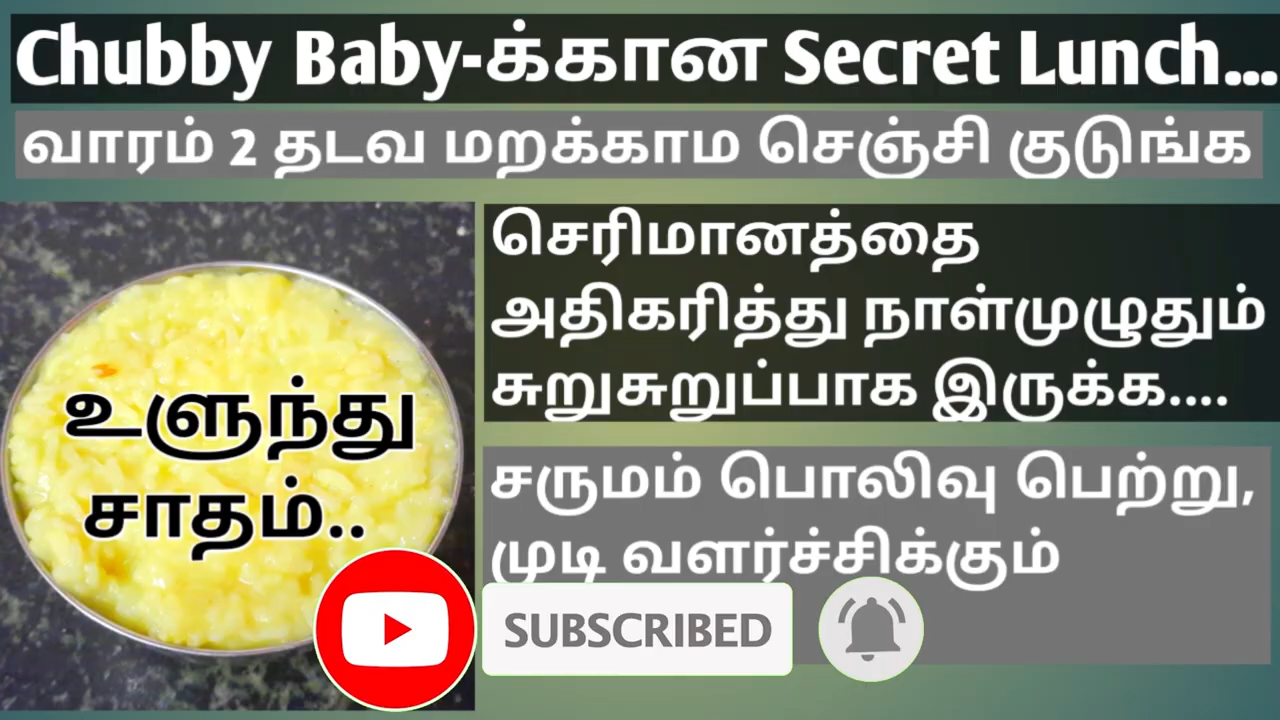 Chubby Baby-க்கான Secret Lunch...
வாரம் 2 தடவ மறக்காம செஞ்சி குடுங்க
செரிமானத்தை
அதிகரித்து நாள்முழுதும்
சுறுசுறுப்பாக இருக்க....
உளுந்து
சாதம்..
சருமம் பொலிவு பெற்று,
முடி வளர்ச்சிக்கும்
SUBSCRIBED